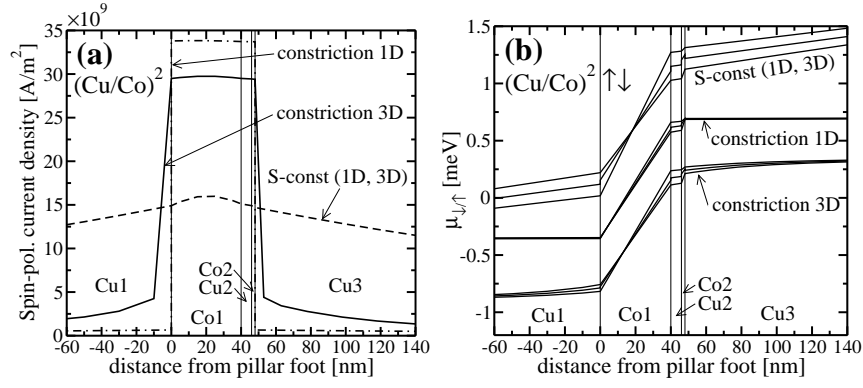 ×10⁹
35
30
25
20
15
10
5
0
Spin-pol. current density [A/m²]
(a)
(Cu/Co)²
constriction 1D
constriction 3D
S-const (1D, 3D)
Cu1
Co2
Cu2
Co1
Cu3
-60 -40 -20 0 20 40 60 80 100 120 140
distance from pillar foot [nm]
1.5
1
0.5
0
-0.5
-1
μ↓/↑ [meV]
(b)
(Cu/Co)² ↑↓
S-const (1D, 3D)
constriction 1D
constriction 3D
Co2
Cu2
Cu1
Co1
Cu3
-60 -40 -20 0 20 40 60 80 100 120 140
distance from pillar foot [nm]